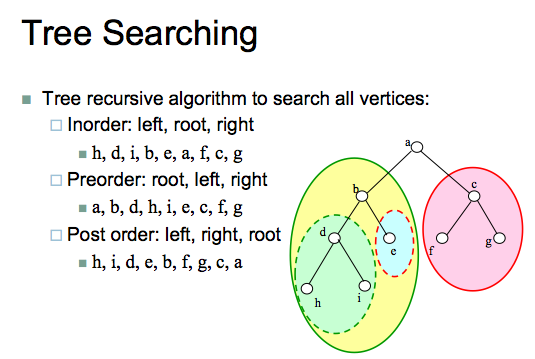 Tree Searching
Tree recursive algorithm to search all vertices:
Inorder: left, root, right
h, d, i, b, e, a, f, c, g
Preorder: root, left, right
a, b, d, h, i, e, c, f, g
Post order: left, right, root
h, i, d, e, b, f, g, c, a
a
b
c
d
e
f
g
h
i